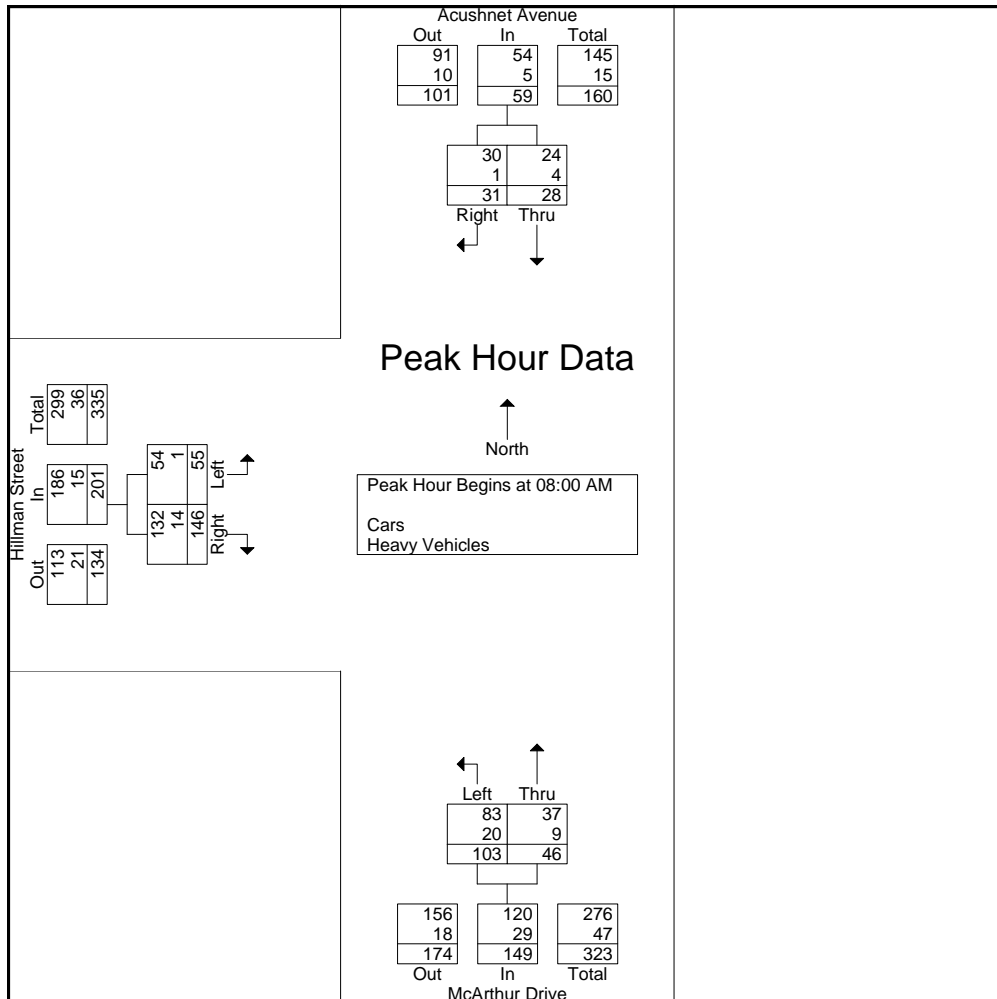 Acushnet Avenue
Out In Total
91 54 145
10 5 15
101 59 160
30 24
1 4
31 28
Right Thru
Peak Hour Data
North
Peak Hour Begins at 08:00 AM
Cars
Heavy Vehicles
Hillman Street
Out In Total
113 186 299
21 15 36
134 201 335
132 54
14 1
146 55
Right Left
Left Thru
83 37
20 9
103 46
156 120 276
18 29 47
174 149 323
Out In Total
McArthur Drive